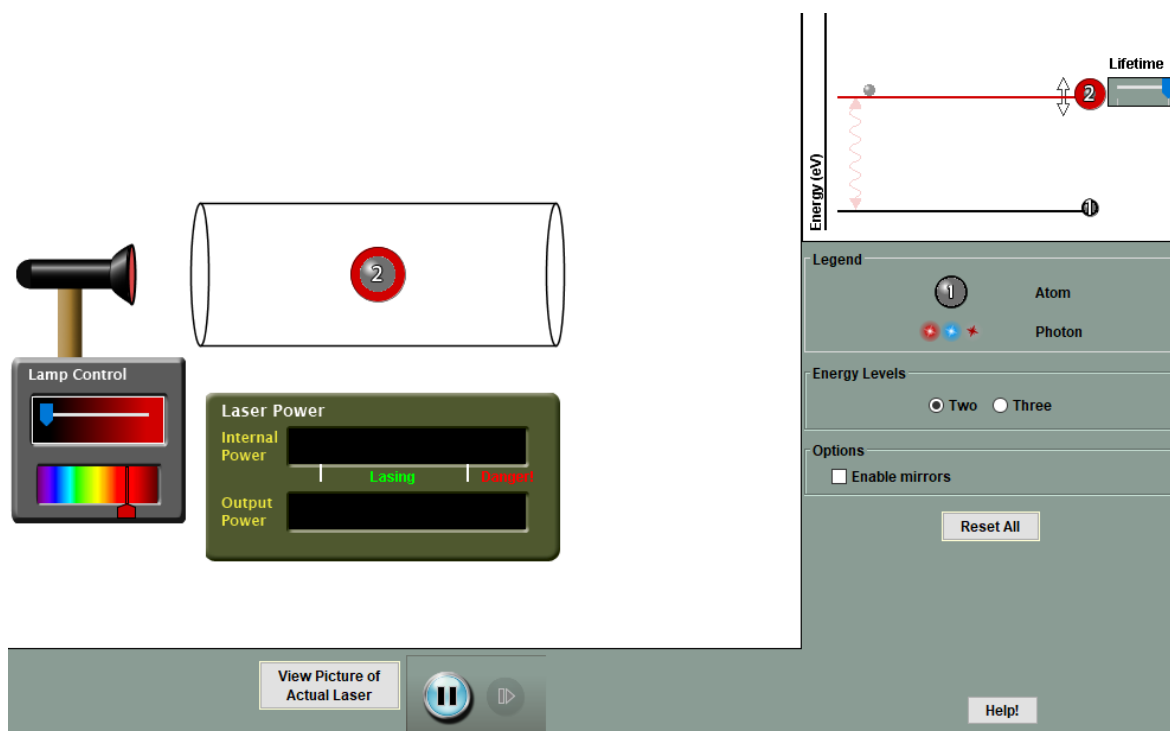 Lifetime
2
Energy (eV)
1
2
Legend
1 Atom
Photon
Lamp Control
Energy Levels
Two Three
Laser Power
Internal
Power
Lasing Danger!
Output
Power
Options
Enable mirrors
Reset All
View Picture of
Actual Laser
Help!